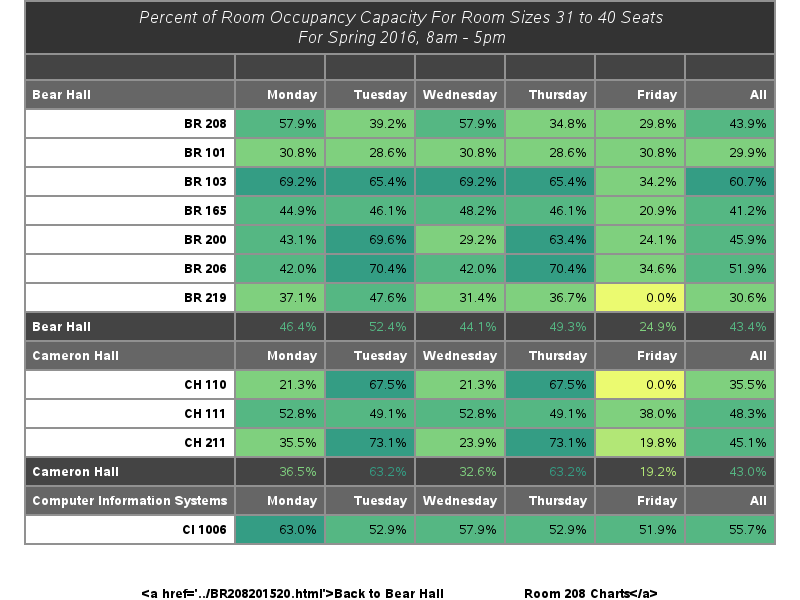 Percent of Room Occupancy Capacity For Room Sizes 31 to 40 Seats
For Spring 2016, 8am - 5pm
Bear Hall Monday Tuesday Wednesday Thursday Friday All
BR 208 57.9% 39.2% 57.9% 34.8% 29.8% 43.9%
BR 101 30.8% 28.6% 30.8% 28.6% 30.8% 29.9%
BR 103 69.2% 65.4% 69.2% 65.4% 34.2% 60.7%
BR 165 44.9% 46.1% 48.2% 46.1% 20.9% 41.2%
BR 200 43.1% 69.6% 29.2% 63.4% 24.1% 45.9%
BR 206 42.0% 70.4% 42.0% 70.4% 34.6% 51.9%
BR 219 37.1% 47.6% 31.4% 36.7% 0.0% 30.6%
Bear Hall 46.4% 52.4% 44.1% 49.3% 24.9% 43.4%
Cameron Hall Monday Tuesday Wednesday Thursday Friday All
CH 110 21.3% 67.5% 21.3% 67.5% 0.0% 35.5%
CH 111 52.8% 49.1% 52.8% 49.1% 38.0% 48.3%
CH 211 35.5% 73.1% 23.9% 73.1% 19.8% 45.1%
Cameron Hall 36.5% 63.2% 32.6% 63.2% 19.2% 43.0%
Computer Information Systems Monday Tuesday Wednesday Thursday Friday All
CI 1006 63.0% 52.9% 57.9% 52.9% 51.9% 55.7%
<a href='../BR208201520.html'>Back to Bear Hall Room 208 Charts</a>